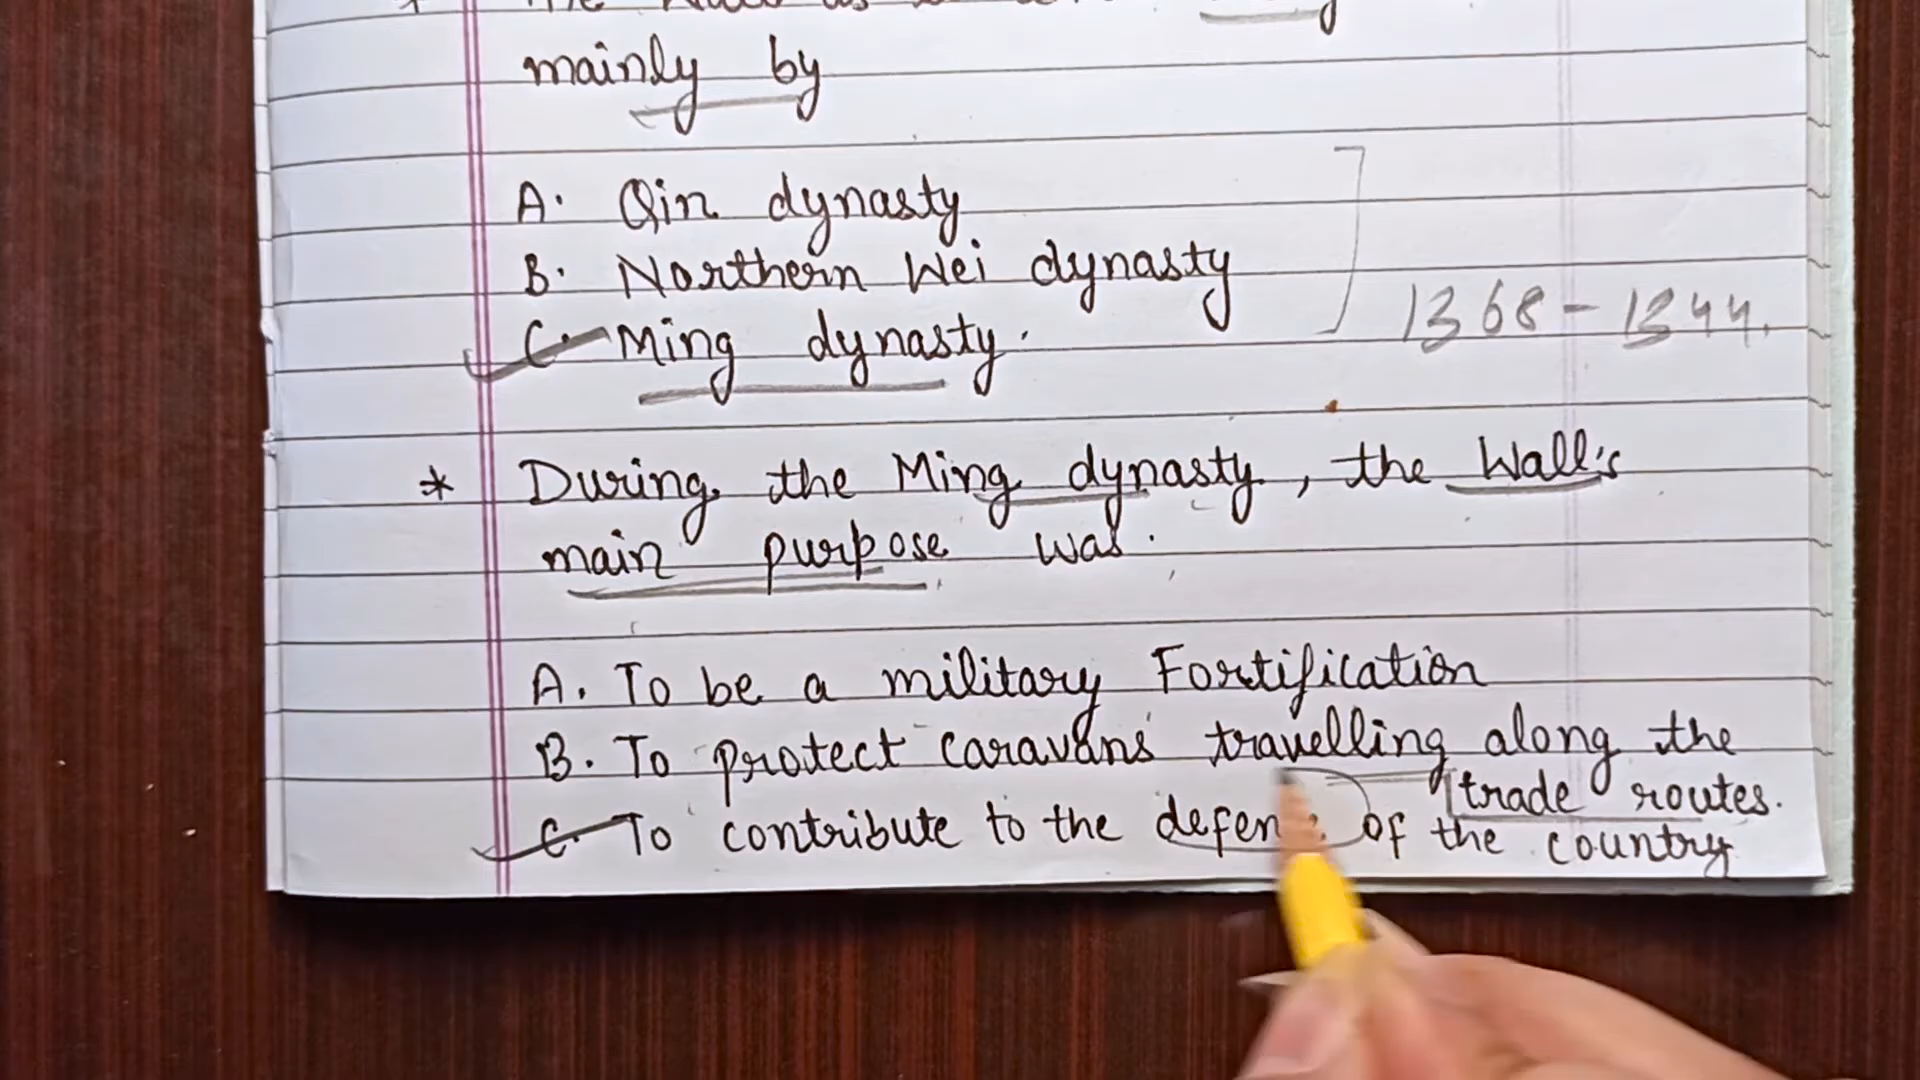 mainly by
A. Qin dynasty
B. Northern Wei dynasty
C. Ming dynasty.
1368 - 1344.
* During the Ming dynasty, the Wall's
main purpose was.
A. To be a military Fortification
B. To protect caravans travelling along the
trade routes.
C. To contribute to the defens of the country